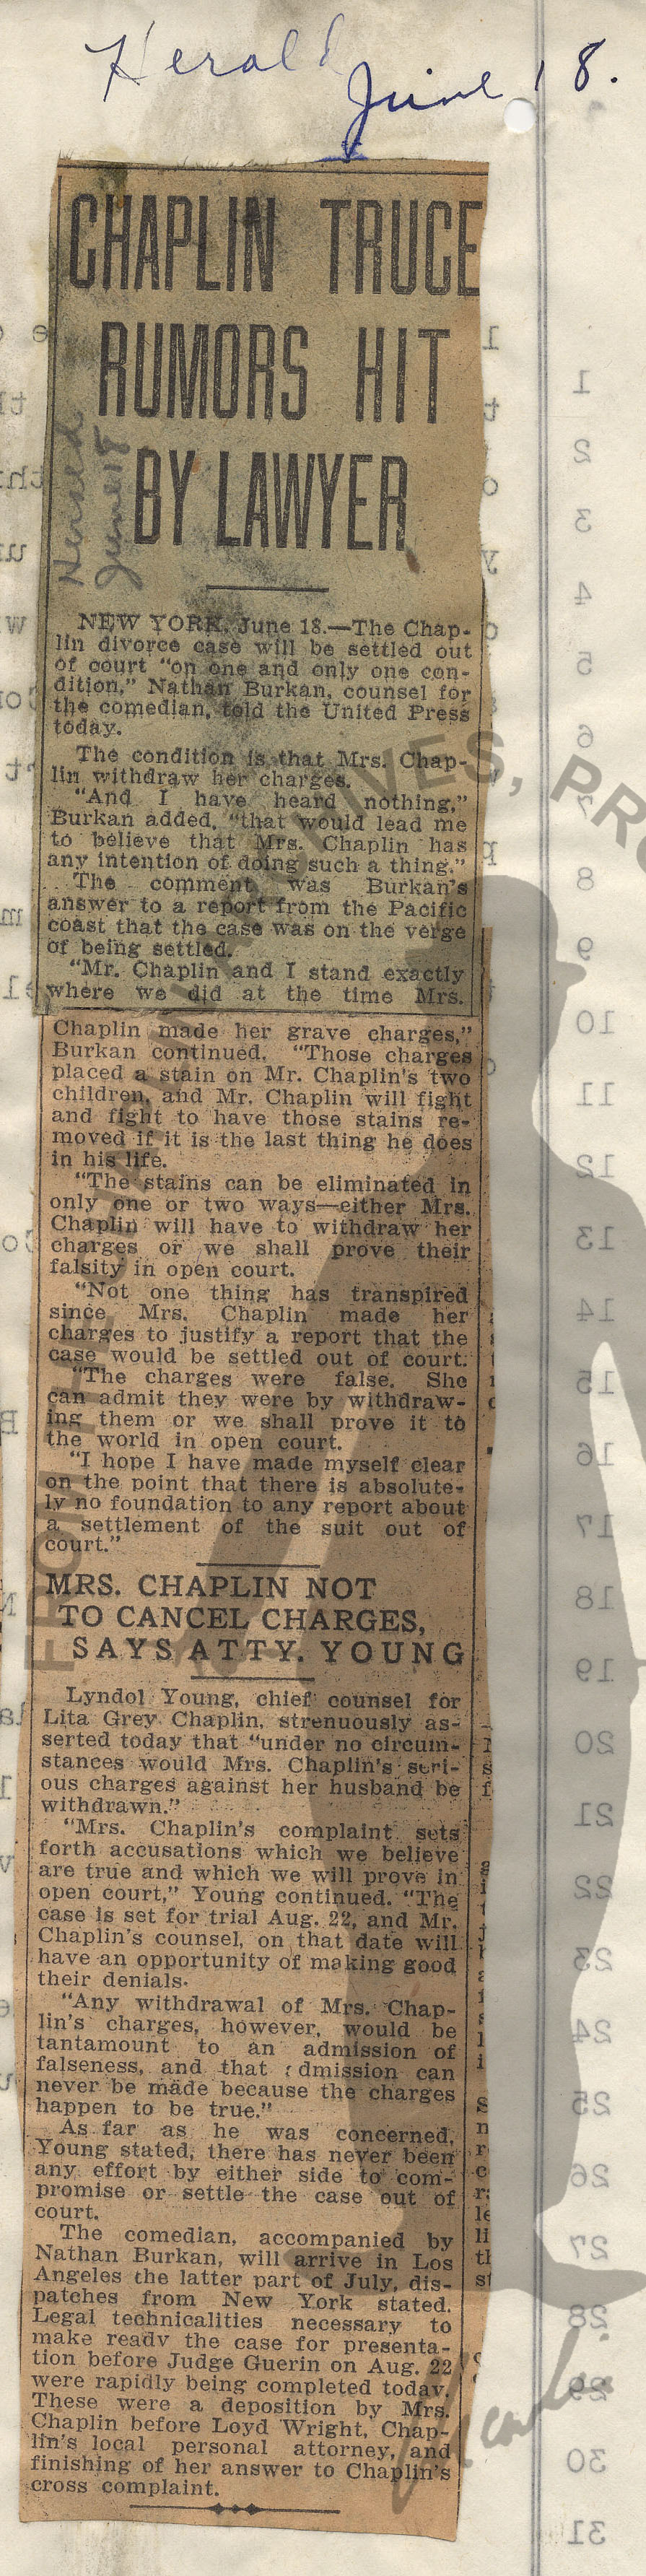 Herald
June 18.
CHAPLIN TRUCE
RUMORS HIT
BY LAWYER
Herald
June 18
NEW YORK, June 18.—The Chap-
lin divorce case will be settled out
of court "on one and only one con-
dition," Nathan Burkan, counsel for
the comedian, told the United Press
today.
The condition is that Mrs. Chap-
lin withdraw her charges.
"And I have heard nothing,"
Burkan added, "that would lead me
to believe that Mrs. Chaplin has
any intention of doing such a thing."
The comment was Burkan's
answer to a report from the Pacific
coast that the case was on the verge
of being settled.
"Mr. Chaplin and I stand exactly
where we did at the time Mrs.
Chaplin made her grave charges,"
Burkan continued. "Those charges
placed a stain on Mr. Chaplin's two
children, and Mr. Chaplin will fight
and fight to have those stains re-
moved if it is the last thing he does
in his life.
"The stains can be eliminated in
only one or two ways—either Mrs.
Chaplin will have to withdraw her
charges or we shall prove their
falsity in open court.
"Not one thing has transpired
since Mrs. Chaplin made her
charges to justify a report that the
case would be settled out of court.
"The charges were false. She
can admit they were by withdraw-
ing them or we shall prove it to
the world in open court.
"I hope I have made myself clear
on the point that there is absolute-
ly no foundation to any report about
a settlement of the suit out of
court."
MRS. CHAPLIN NOT
TO CANCEL CHARGES,
SAYS ATTY. YOUNG
Lyndol Young, chief counsel for
Lita Grey Chaplin, strenuously as-
serted today that "under no circum-
stances would Mrs. Chaplin's seri-
ous charges against her husband be
withdrawn."
"Mrs. Chaplin's complaint sets
forth accusations which we believe
are true and which we will prove in
open court," Young continued. "The
case is set for trial Aug. 22, and Mr.
Chaplin's counsel, on that date will
have an opportunity of making good
their denials.
"Any withdrawal of Mrs. Chap-
lin's charges, however, would be
tantamount to an admission of
falseness, and that admission can
never be made because the charges
happen to be true."
As far as he was concerned,
Young stated, there has never been
any effort by either side to com-
promise or settle the case out of
court.
The comedian, accompanied by
Nathan Burkan, will arrive in Los
Angeles the latter part of July, dis-
patches from New York stated.
Legal technicalities necessary to
make ready the case for presenta-
tion before Judge Guerin on Aug. 22
were rapidly being completed today.
These were a deposition by Mrs.
Chaplin before Loyd Wright, Chap-
lin's local personal attorney, and
finishing of her answer to Chaplin's
cross complaint.
1
2
3
4
5
6
7
8
9
10
11
12
13
14
15
16
17
18
19
20
21
22
23
24
25
26
27
28
29
30
31